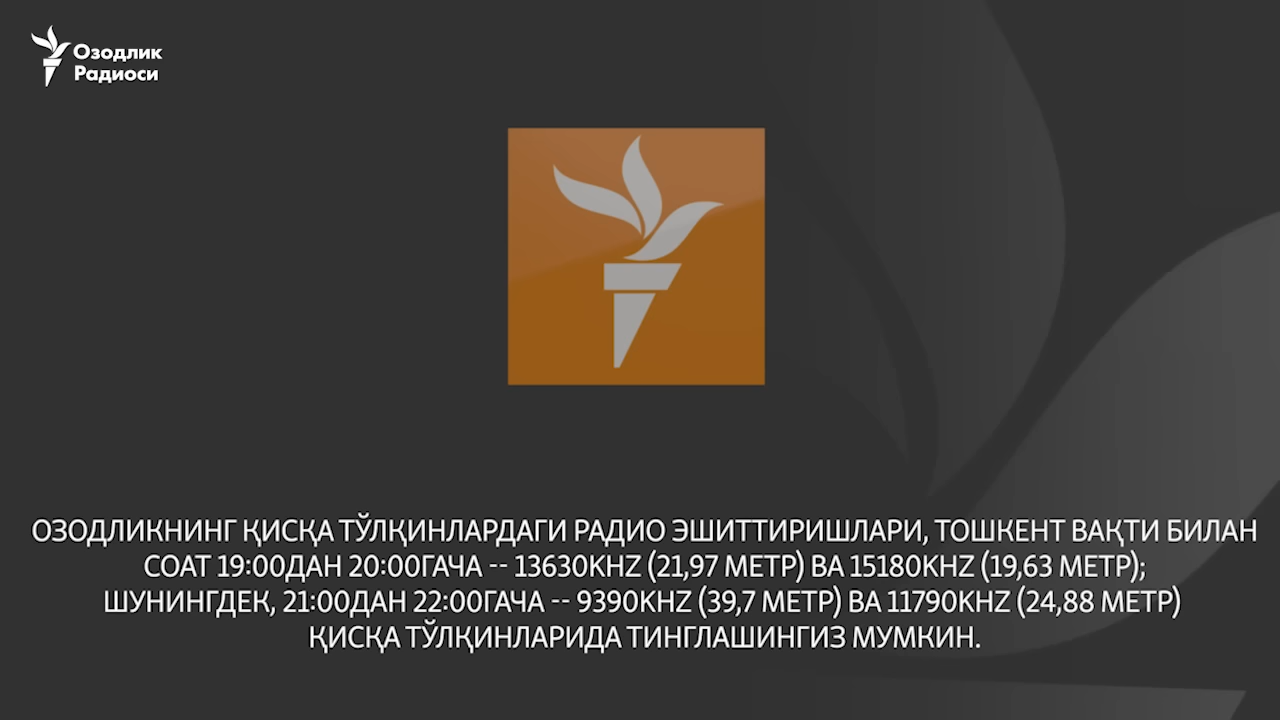 Озодлик
Радиоси
ОЗОДЛИКНИНГ ҚИСҚА ТЎЛҚИНЛАРДАГИ РАДИО ЭШИТТИРИШЛАРИ, ТОШКЕНТ ВАҚТИ БИЛАН
СОАТ 19:00ДАН 20:00ГАЧА -- 13630KHZ (21,97 МЕТР) ВА 15180KHZ (19,63 МЕТР);
ШУНИНГДЕК, 21:00ДАН 22:00ГАЧА -- 9390KHZ (39,7 МЕТР) ВА 11790KHZ (24,88 МЕТР)
ҚИСҚА ТЎЛҚИНЛАРИДА ТИНГЛАШИНГИЗ МУМКИН.